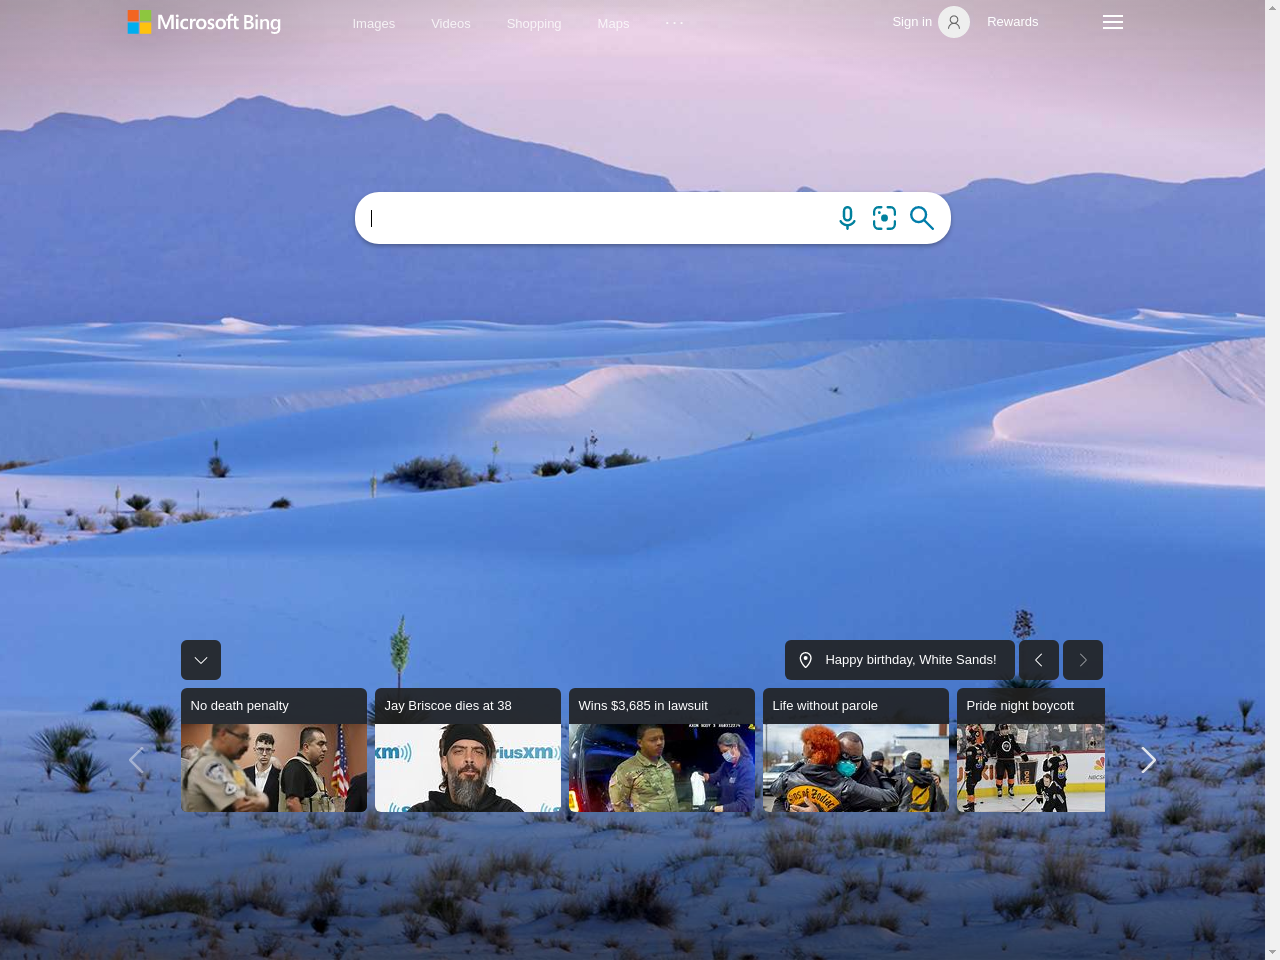 Microsoft Bing
Images
Videos
Shopping
Maps
Sign in
Rewards
Happy birthday, White Sands!
No death penalty
Jay Briscoe dies at 38
Wins $3,685 in lawsuit
Life without parole
Pride night boycott